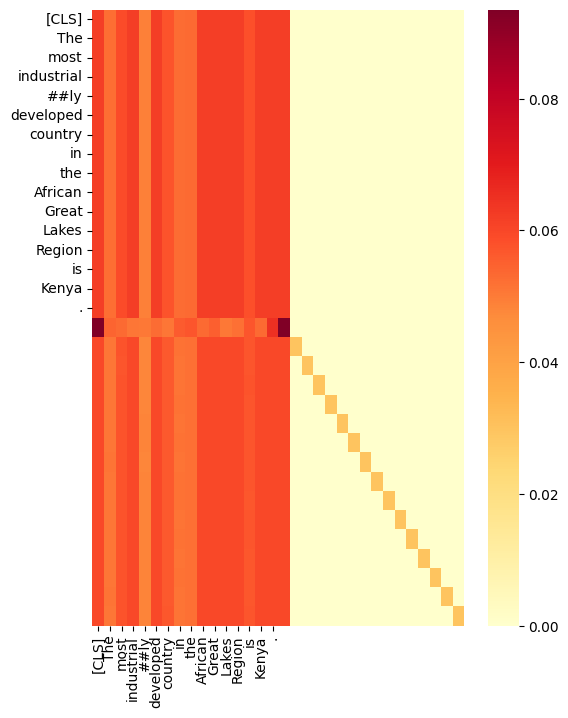 [CLS]
The
most
industrial
##ly
developed
country
in
the
African
Great
Lakes
Region
is
Kenya
.
0.08
0.06
0.04
0.02
0.00
[CLS]
The
most
industrial
##ly
developed
country
in
the
African
Great
Lakes
Region
is
Kenya
.